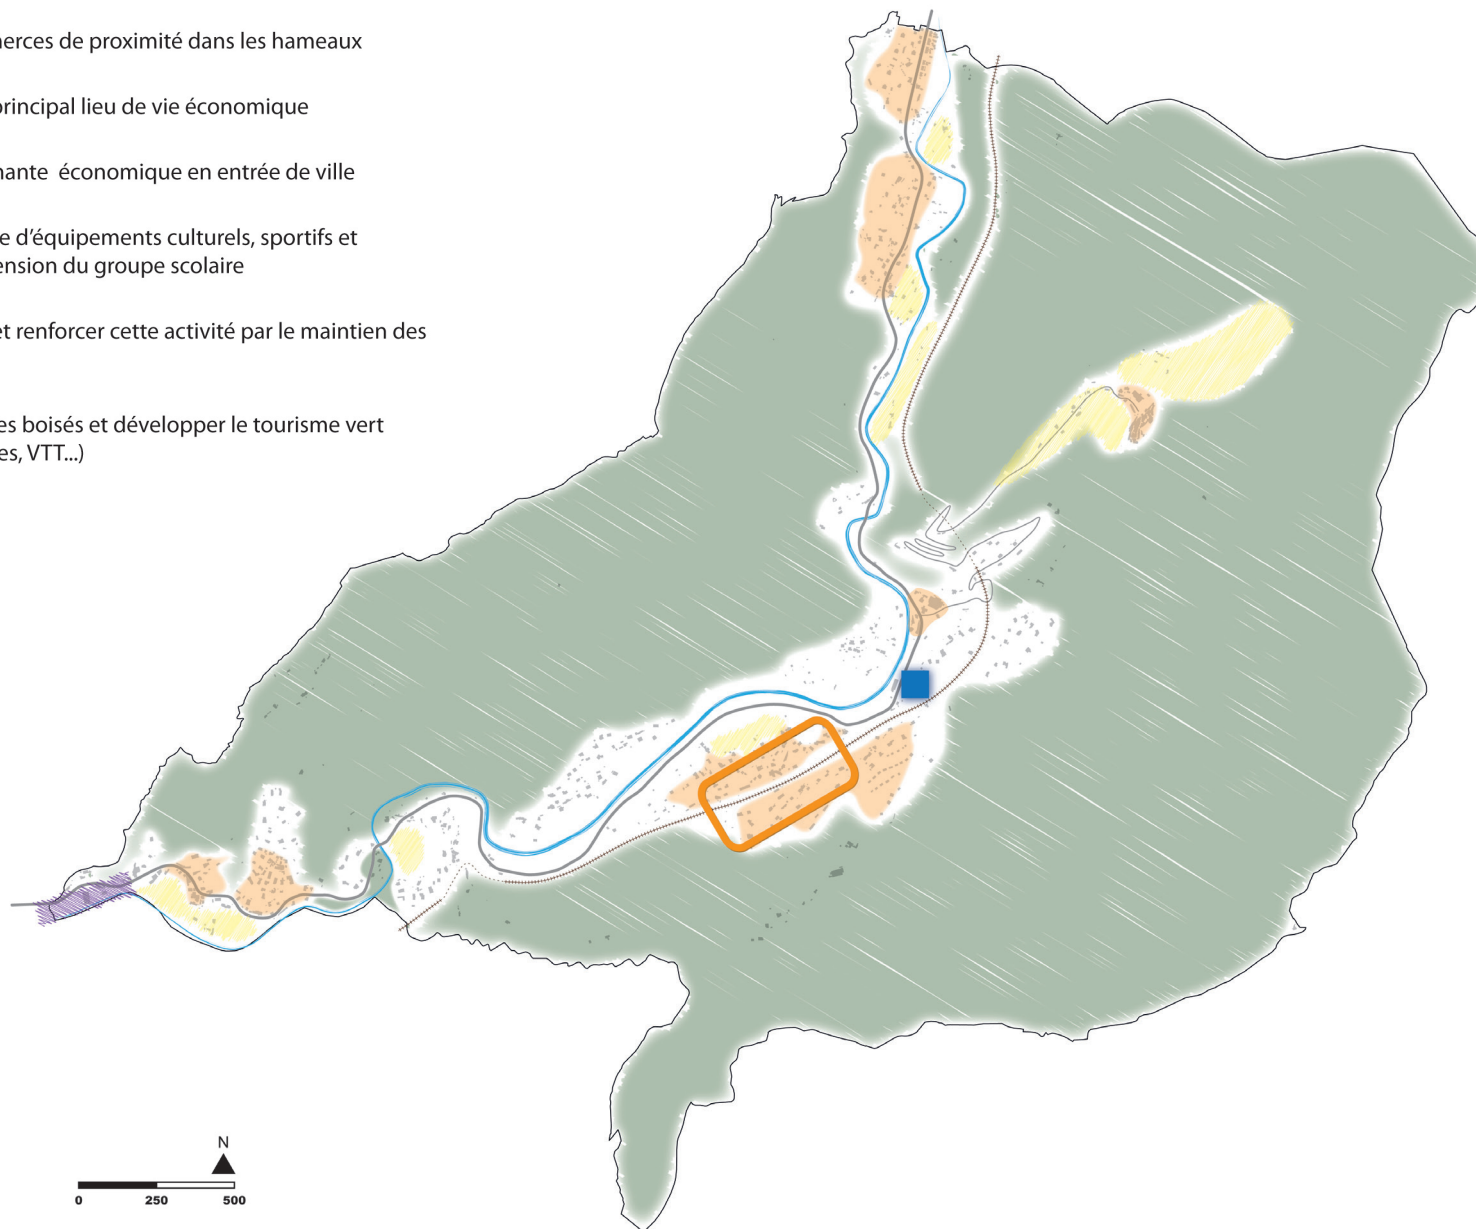 erces de proximité dans les hameaux
principal lieu de vie économique
nante économique en entrée de ville
e d'équipements culturels, sportifs et
ension du groupe scolaire
et renforcer cette activité par le maintien des
es boisés et développer le tourisme vert
es, VTT...)
N
0 250 500